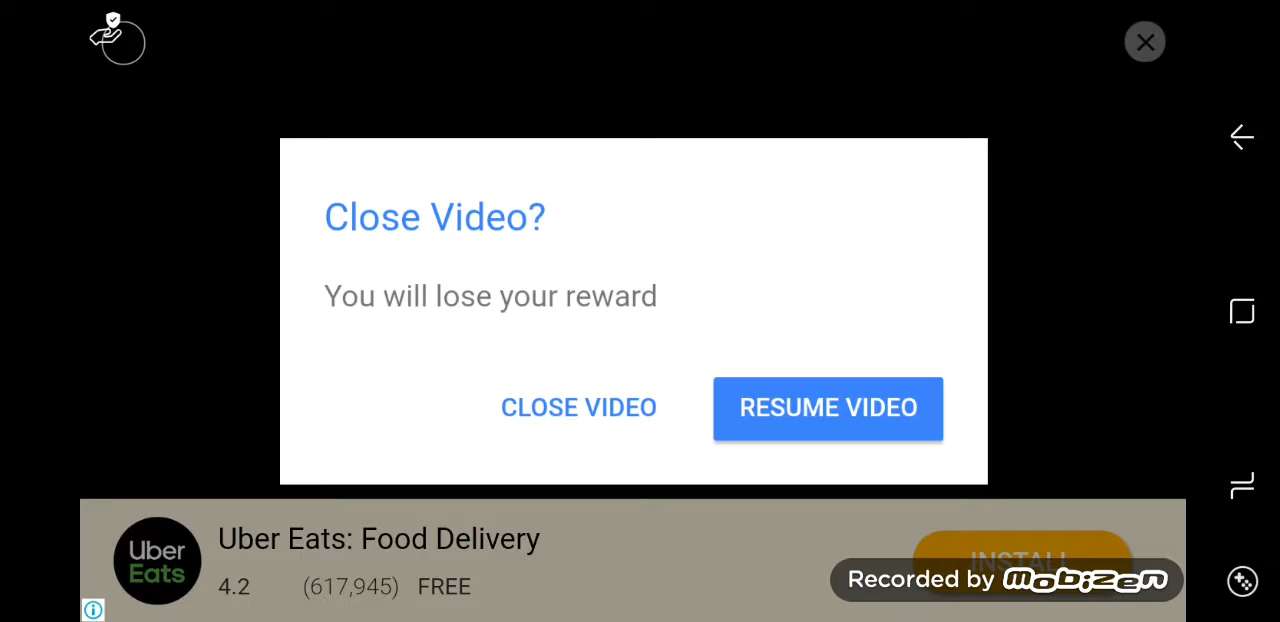 Close Video?
You will lose your reward
CLOSE VIDEO
RESUME VIDEO
Uber Eats
Uber Eats: Food Delivery
4.2 (617,945) FREE
INSTALL
Recorded by mobizen